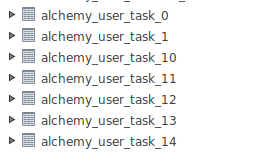 alchemy_user_task_0
alchemy_user_task_1
alchemy_user_task_10
alchemy_user_task_11
alchemy_user_task_12
alchemy_user_task_13
alchemy_user_task_14